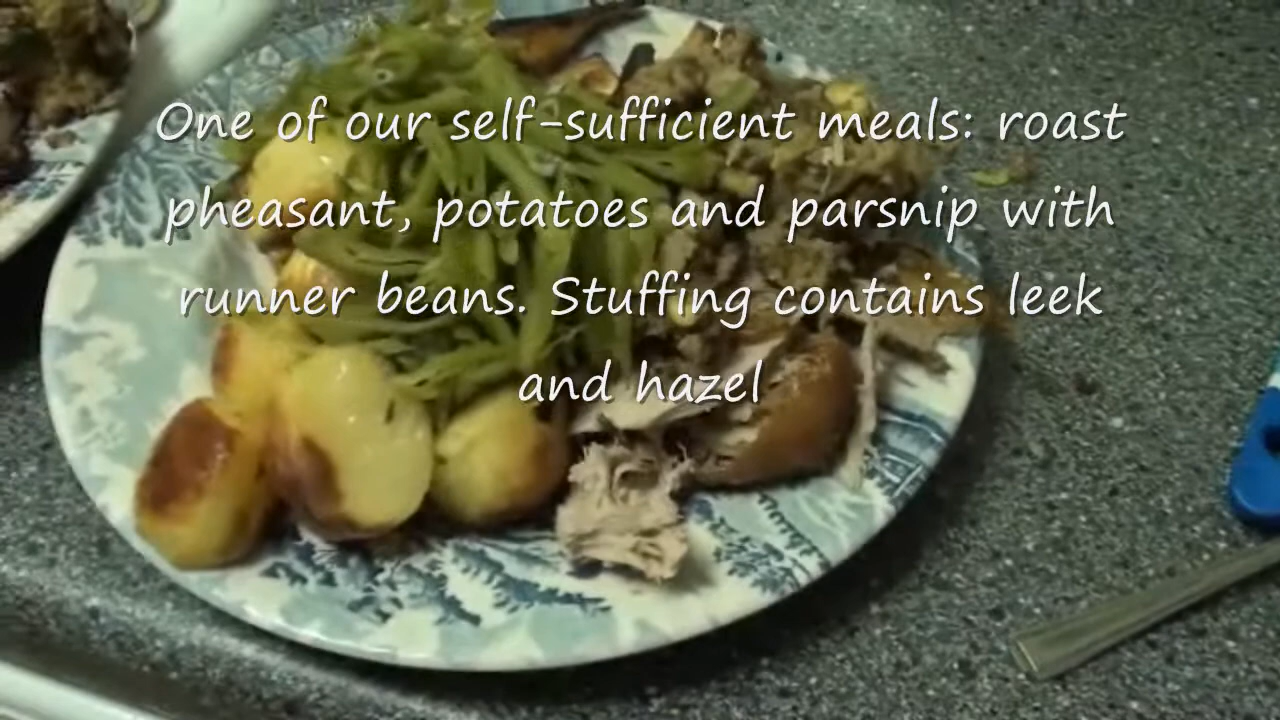 One of our self-sufficient meals: roast
pheasant, potatoes and parsnip with
runner beans. Stuffing contains leek
and hazel